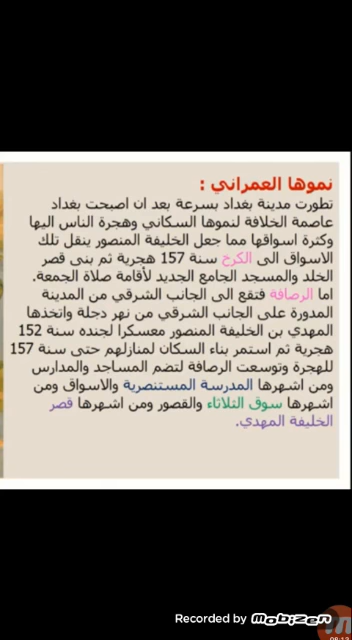 نموها العمراني :
تطورت مدينة بغداد بسرعة بعد ان اصبحت بغداد
عاصمة الخلافة لنموها السكاني وهجرة الناس اليها
وكثرة اسواقها مما جعل الخليفة المنصور ينقل تلك
الاسواق الى الكرخ سنة 157 هجرية ثم بنى قصر
الخلد والمسجد الجامع الجديد لأقامة صلاة الجمعة.
اما الرصافة فتقع الى الجانب الشرقي من المدينة
المدورة على الجانب الشرقي من نهر دجلة واتخذها
المهدي بن الخليفة المنصور معسكرا لجنده سنة 152
هجرية ثم استمر بناء السكان لمنازلهم حتى سنة 157
للهجرة وتوسعت الرصافة لتضم المساجد والمدارس
ومن اشهرها المدرسة المستنصرية والاسواق ومن
اشهرها سوق الثلاثاء والقصور ومن اشهرها قصر
الخليفة المهدي.
Recorded by Mobizen